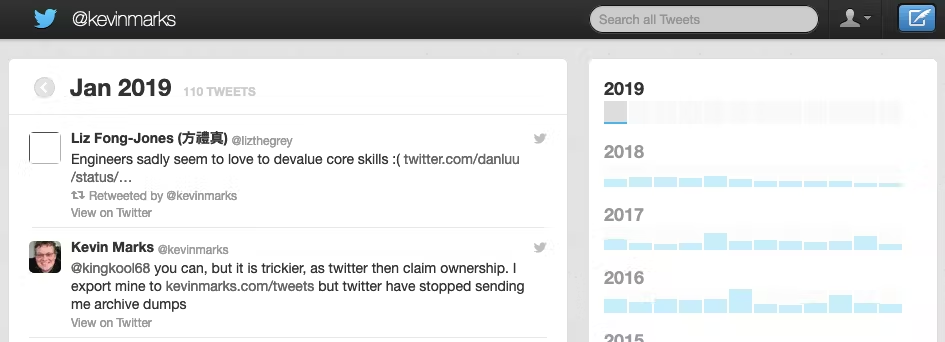 @kevinmarks
Search all Tweets
Jan 2019 110 TWEETS
Liz Fong-Jones (方禮真) @lizthegrey
Engineers sadly seem to love to devalue core skills :( twitter.com/danluu
/status/…
Retweeted by @kevinmarks
View on Twitter
Kevin Marks @kevinmarks
@kingkool68 you can, but it is trickier, as twitter then claim ownership. I
export mine to kevinmarks.com/tweets but twitter have stopped sending
me archive dumps
View on Twitter
2019
2018
2017
2016
2015